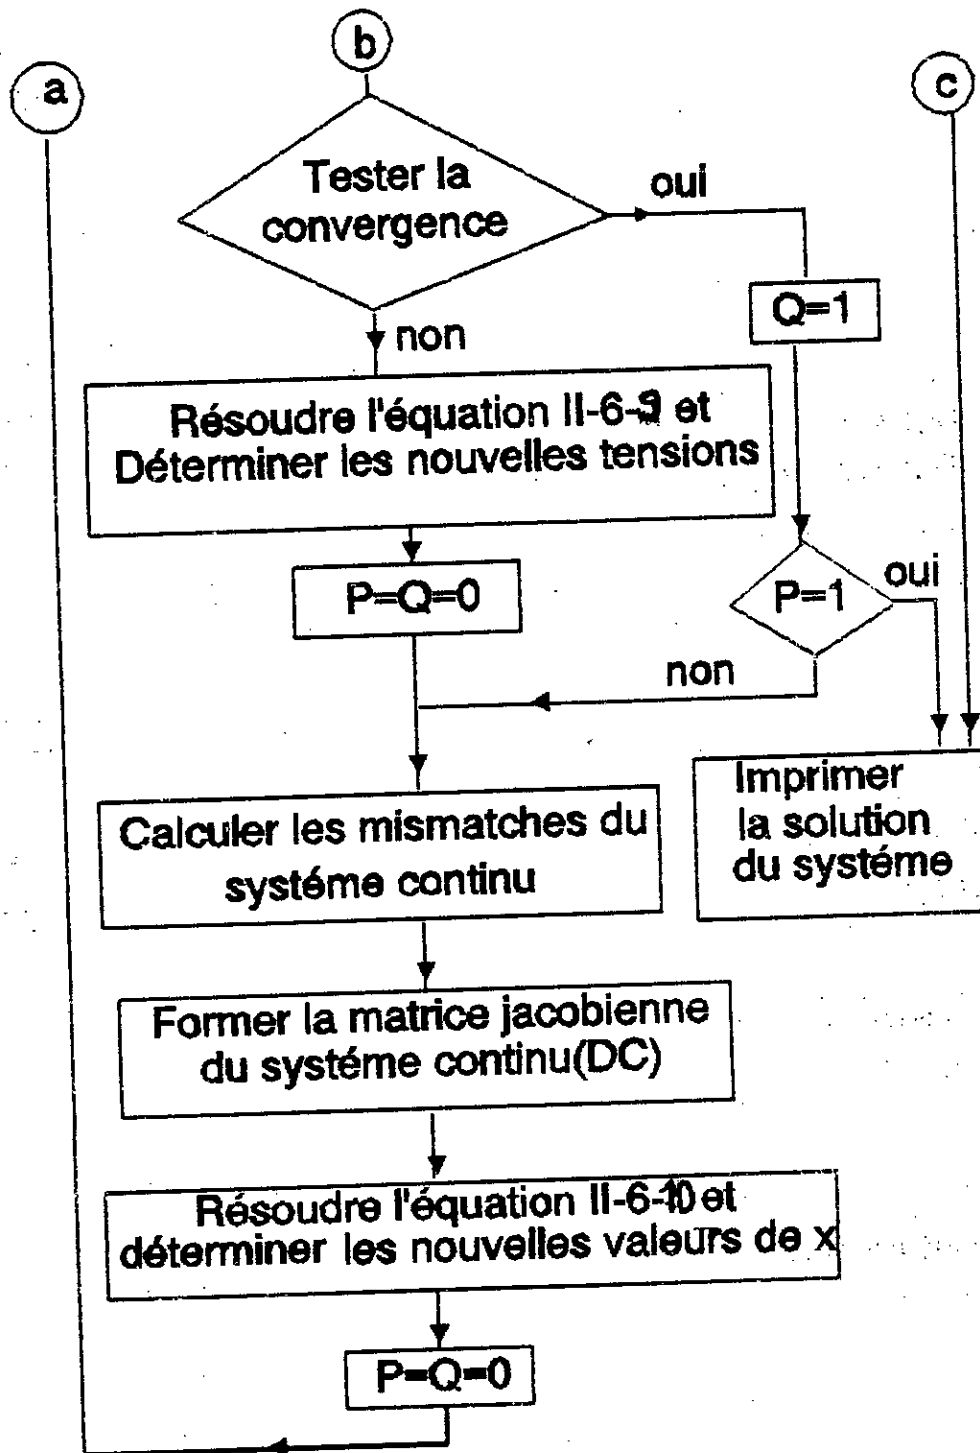 b
a
c
Tester la
convergence
oui
Q=1
non
Résoudre l'équation II-6-9 et
Déterminer les nouvelles tensions
P=Q=0
P=1
oui
non
Calculer les mismatches du
systéme continu
Imprimer
la solution
du systéme
Former la matrice jacobienne
du systéme continu(DC)
Résoudre l'équation II-6-10 et
déterminer les nouvelles valeurs de x
P=Q=0